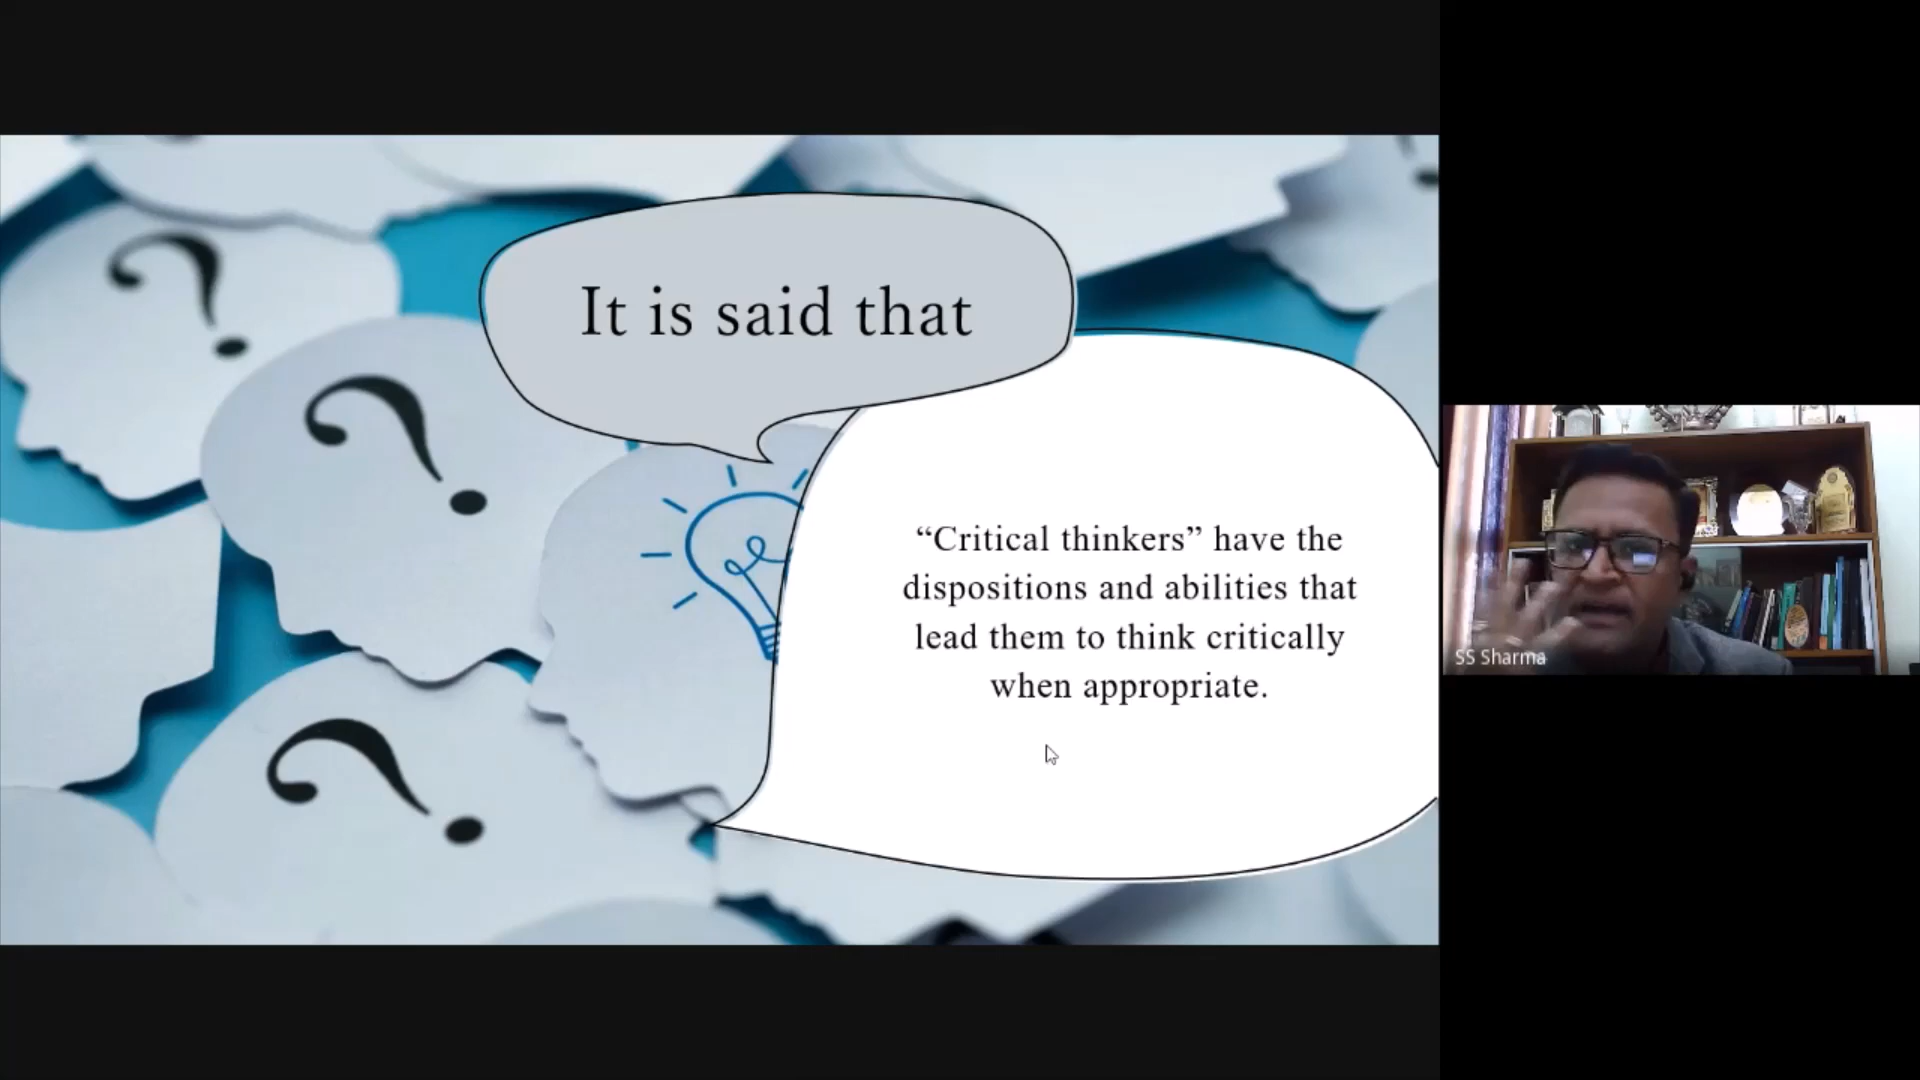 It is said that
“Critical thinkers” have the
dispositions and abilities that
lead them to think critically
when appropriate.
SS Sharma